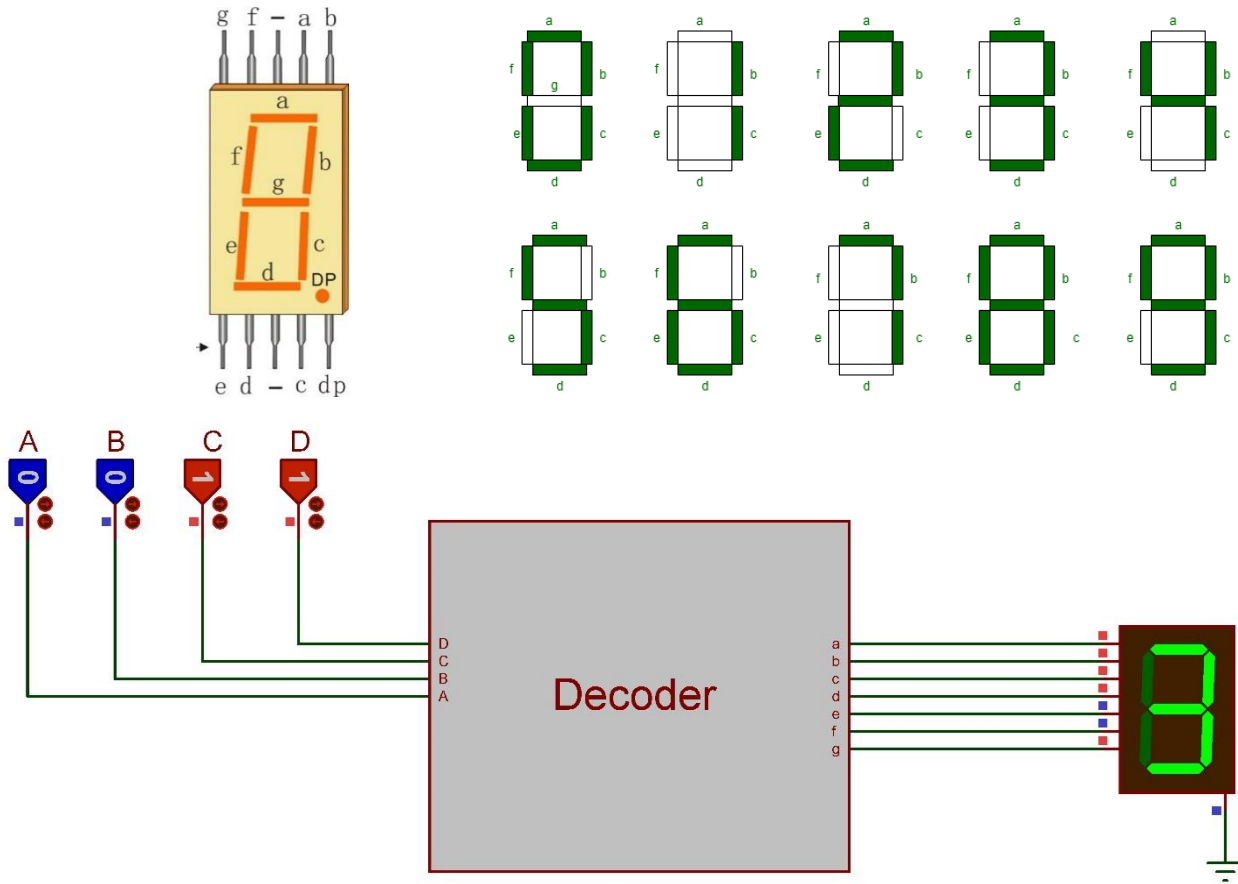 g f - a b
a
f b
g
e c
d
DP
e d - c dp
a a a a a
f b f b f b f b f b
g
e c e c e c e c e c
d d d d d
a a a a a
f b f b f b f b f b
e c e c e c e c e c
d d d d d
A B C D
0 0 1 1
D
C
B
A
Decoder
a
b
c
d
e
f
g